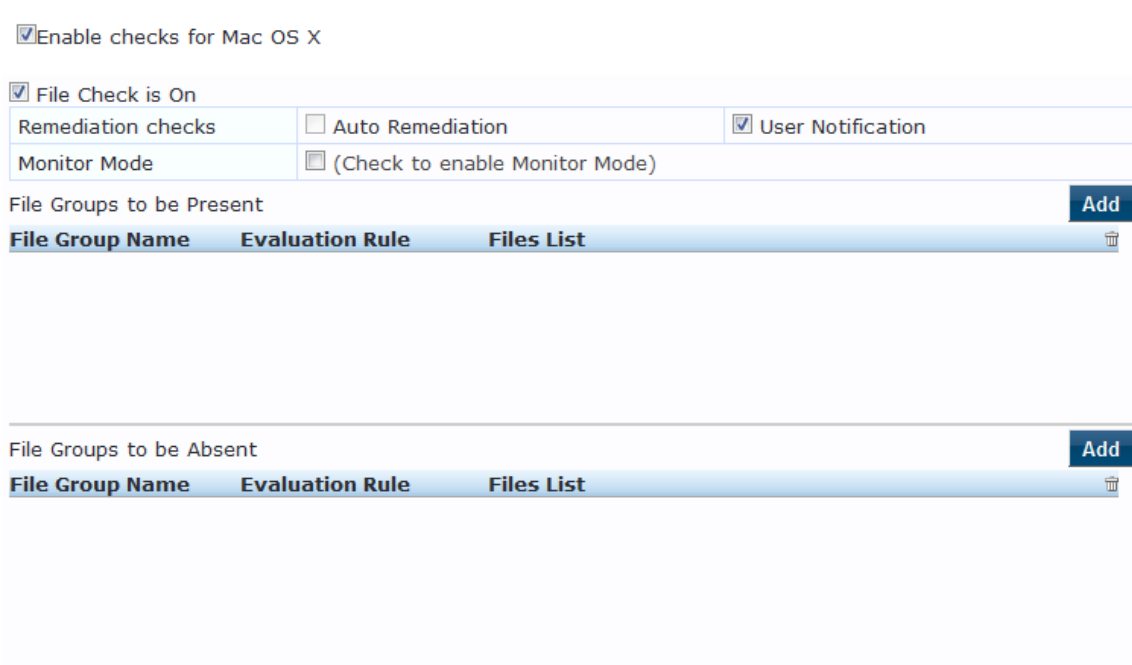 Enable checks for Mac OS X
File Check is On
Remediation checks Auto Remediation User Notification
Monitor Mode (Check to enable Monitor Mode)
File Groups to be Present Add
File Group Name Evaluation Rule Files List
File Groups to be Absent Add
File Group Name Evaluation Rule Files List